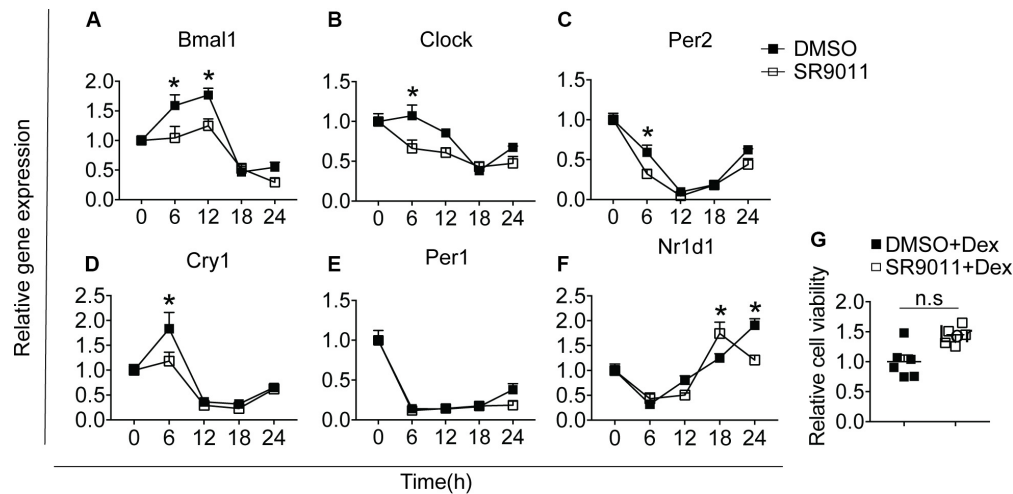 A
Bmal1
2.0
1.5
1.0
0.5
0.0
* *
0 6 12 18 24
B
Clock
1.5
1.0
0.5
0.0
*
0 6 12 18 24
C
Per2
1.5
1.0
0.5
0.0
*
0 6 12 18 24
DMSO
SR9011
Relative gene expression
D
Cry1
2.5
2.0
1.5
1.0
0.5
0.0
*
0 6 12 18 24
E
Per1
1.5
1.0
0.5
0.0
0 6 12 18 24
F
Nr1d1
2.5
2.0
1.5
1.0
0.5
0.0
* *
0 6 12 18 24
Time(h)
G
DMSO+Dex
SR9011+Dex
Relative cell viability
2.0
1.5
1.0
0.5
0.0
n.s